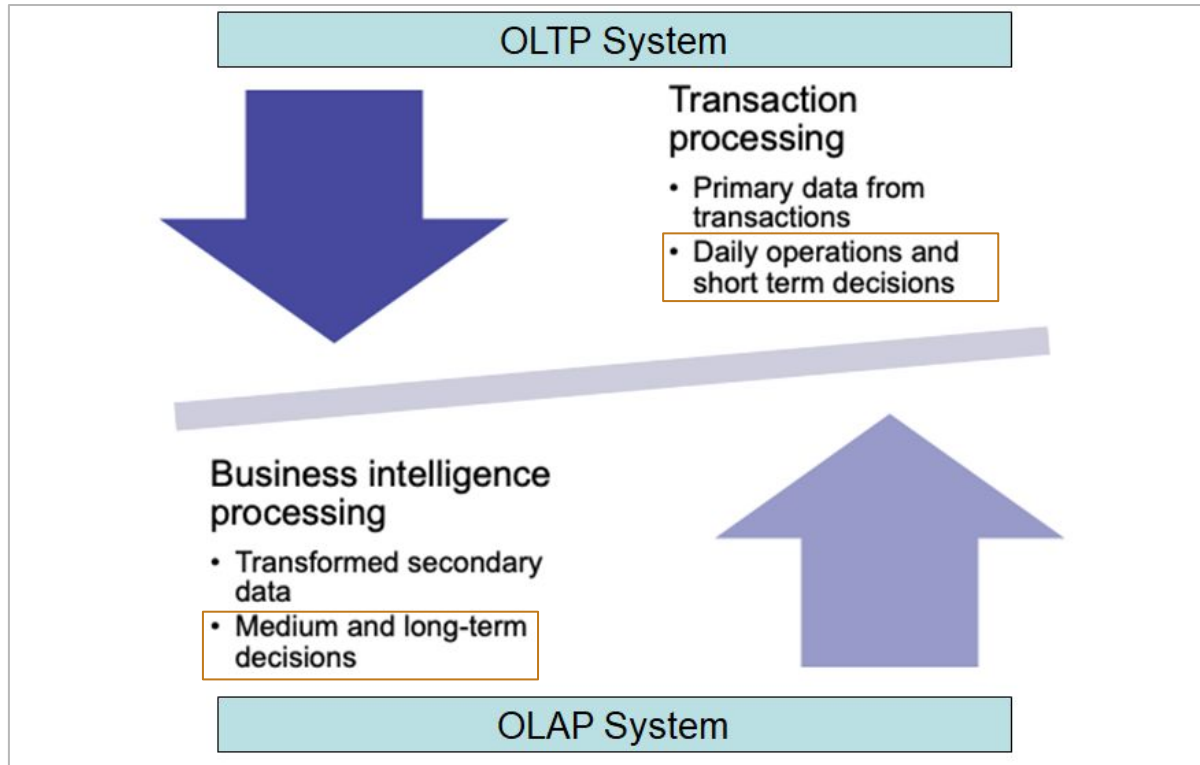 OLTP System
Transaction
processing
• Primary data from
transactions
• Daily operations and
short term decisions
Business intelligence
processing
• Transformed secondary
data
• Medium and long-term
decisions
OLAP System